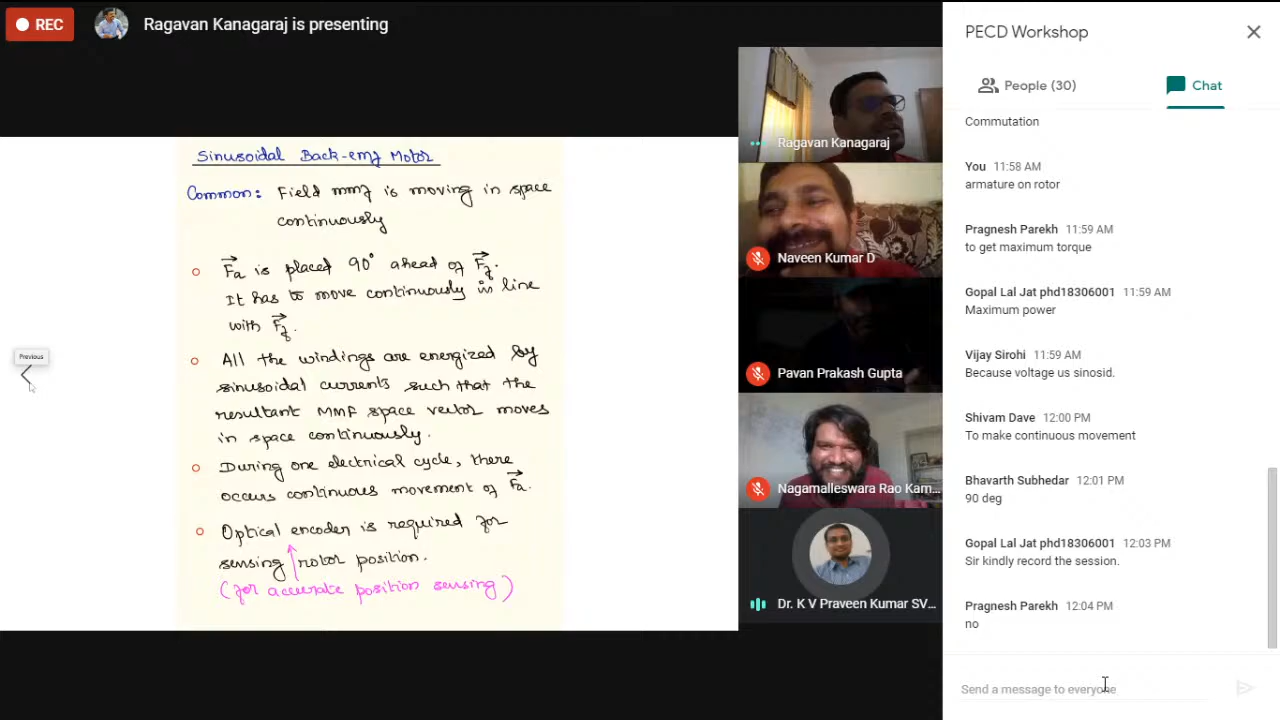 REC
Ragavan Kanagaraj is presenting
Previous
Sinusoidal Back-emf Motor
Common: Field mmf is moving in space
continuously
Fa is placed 90° ahead of Ff.
It has to move continuously in line
with Ff.
All the windings are energized by
sinusoidal currents such that the
resultant MMF space vector moves
in space continuously.
During one electrical cycle, there
occurs continuous movement of Fa.
Optical encoder is required for
sensing rotor position.
(for accurate position sensing)
Ragavan Kanagaraj
Naveen Kumar D
Pavan Prakash Gupta
Nagamalleswara Rao Kam...
Dr. K V Praveen Kumar SV...
PECD Workshop
People (30)
Chat
Commutation
You 11:58 AM
armature on rotor
Pragnesh Parekh 11:59 AM
to get maximum torque
Gopal Lal Jat phd18306001 11:59 AM
Maximum power
Vijay Sirohi 11:59 AM
Because voltage us sinosid.
Shivam Dave 12:00 PM
To make continuous movement
Bhavarth Subhedar 12:01 PM
90 deg
Gopal Lal Jat phd18306001 12:03 PM
Sir kindly record the session.
Pragnesh Parekh 12:04 PM
no
Send a message to everyone